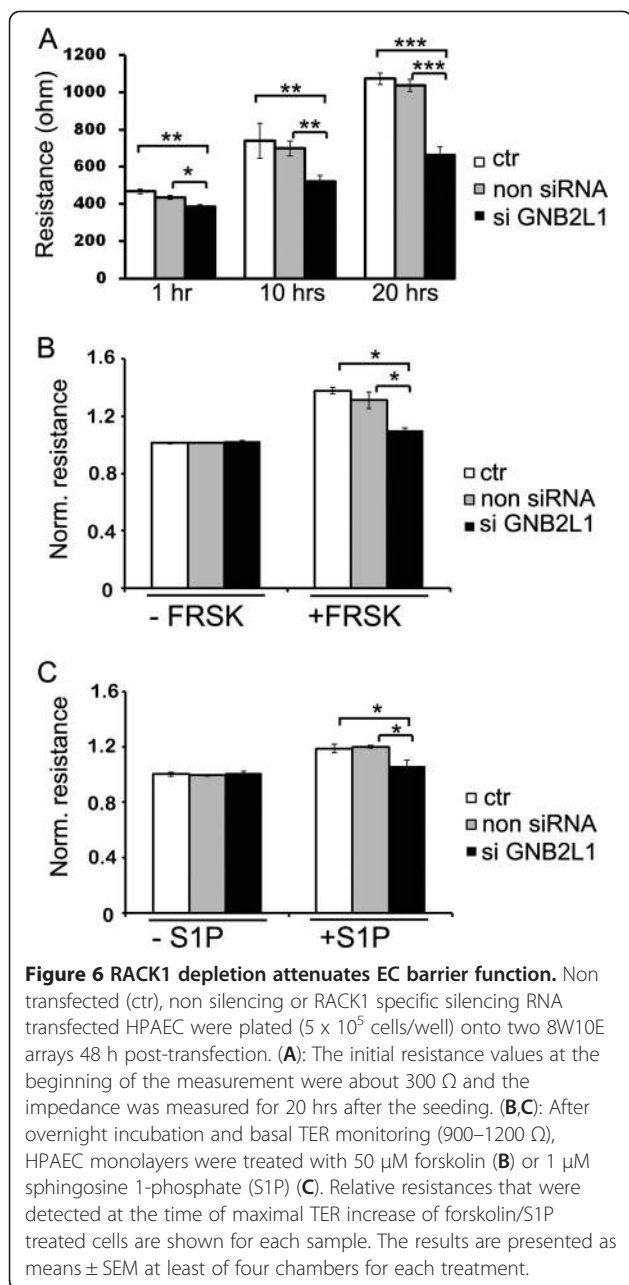 A
1200
1000
800
600
400
200
0
Resistance (ohm)
** * ** ** *** ***
1 hr 10 hrs 20 hrs
ctr
non siRNA
si GNB2L1
B
1.6
1.2
0.8
0.4
0
Norm. resistance
* *
- FRSK +FRSK
ctr
non siRNA
si GNB2L1
C
1.6
1.2
0.8
0.4
0
Norm. resistance
* *
- S1P +S1P
ctr
non siRNA
si GNB2L1
Figure 6 RACK1 depletion attenuates EC barrier function. Non
transfected (ctr), non silencing or RACK1 specific silencing RNA
transfected HPAEC were plated (5 x 10⁵ cells/well) onto two 8W10E
arrays 48 h post-transfection. (A): The initial resistance values at the
beginning of the measurement were about 300 Ω and the
impedance was measured for 20 hrs after the seeding. (B,C): After
overnight incubation and basal TER monitoring (900–1200 Ω),
HPAEC monolayers were treated with 50 μM forskolin (B) or 1 μM
sphingosine 1-phosphate (S1P) (C). Relative resistances that were
detected at the time of maximal TER increase of forskolin/S1P
treated cells are shown for each sample. The results are presented as
means ± SEM at least of four chambers for each treatment.